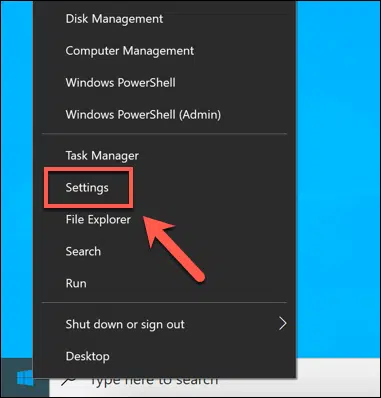 Disk Management
Computer Management
Windows PowerShell
Windows PowerShell (Admin)
Task Manager
Settings
File Explorer
Search
Run
Shut down or sign out
Desktop
Type here to search